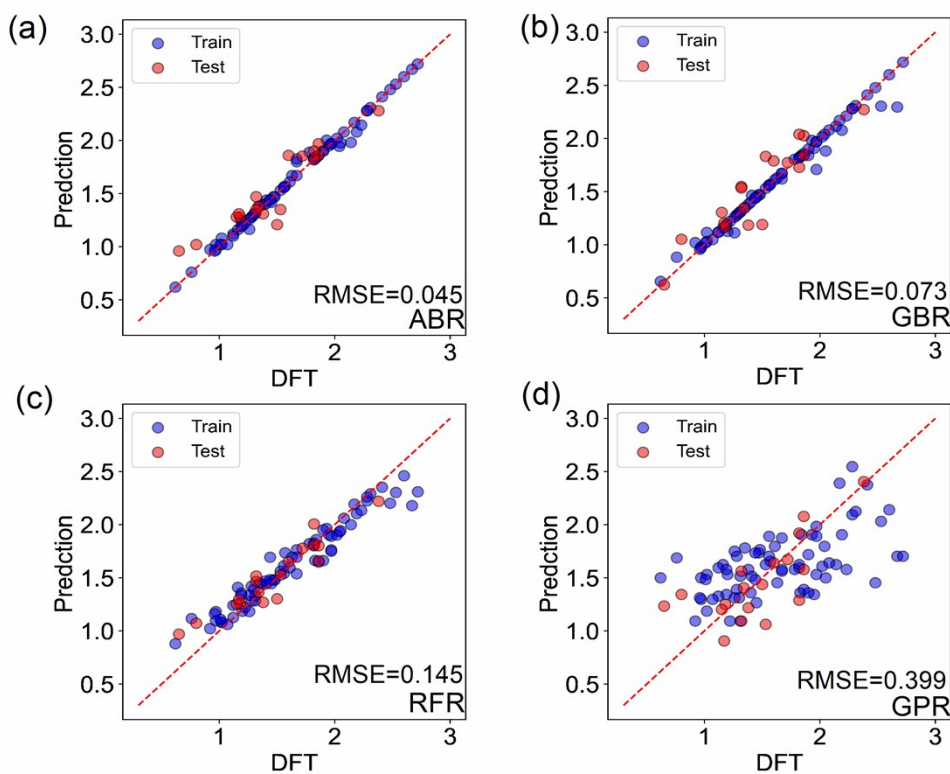 (a)
3.0
2.5
2.0
1.5
1.0
0.5
Predction
Train
Test
RMSE=0.045
ABR
1 2 3
DFT
(b)
3.0
2.5
2.0
1.5
1.0
0.5
Predction
Train
Test
RMSE=0.073
GBR
1 2 3
DFT
(c)
3.0
2.5
2.0
1.5
1.0
0.5
Predction
Train
Test
RMSE=0.145
RFR
1 2 3
DFT
(d)
3.0
2.5
2.0
1.5
1.0
0.5
Predction
Train
Test
RMSE=0.399
GPR
1 2 3
DFT